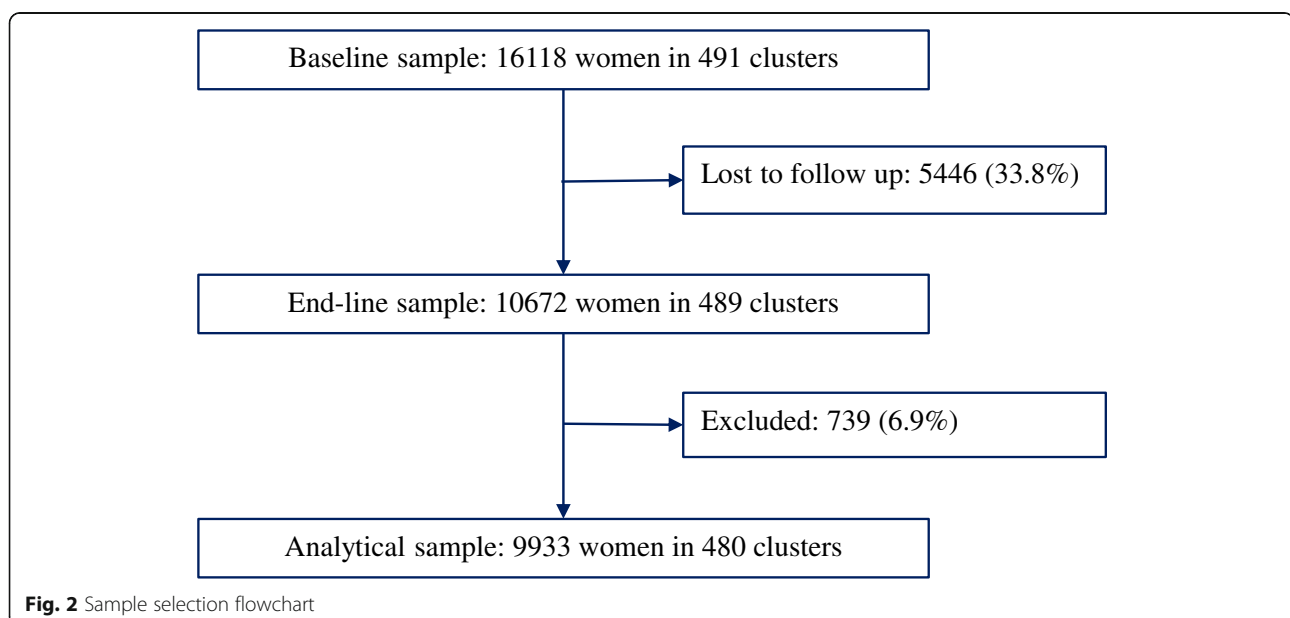 Baseline sample: 16118 women in 491 clusters
Lost to follow up: 5446 (33.8%)
End-line sample: 10672 women in 489 clusters
Excluded: 739 (6.9%)
Analytical sample: 9933 women in 480 clusters
Fig. 2 Sample selection flowchart